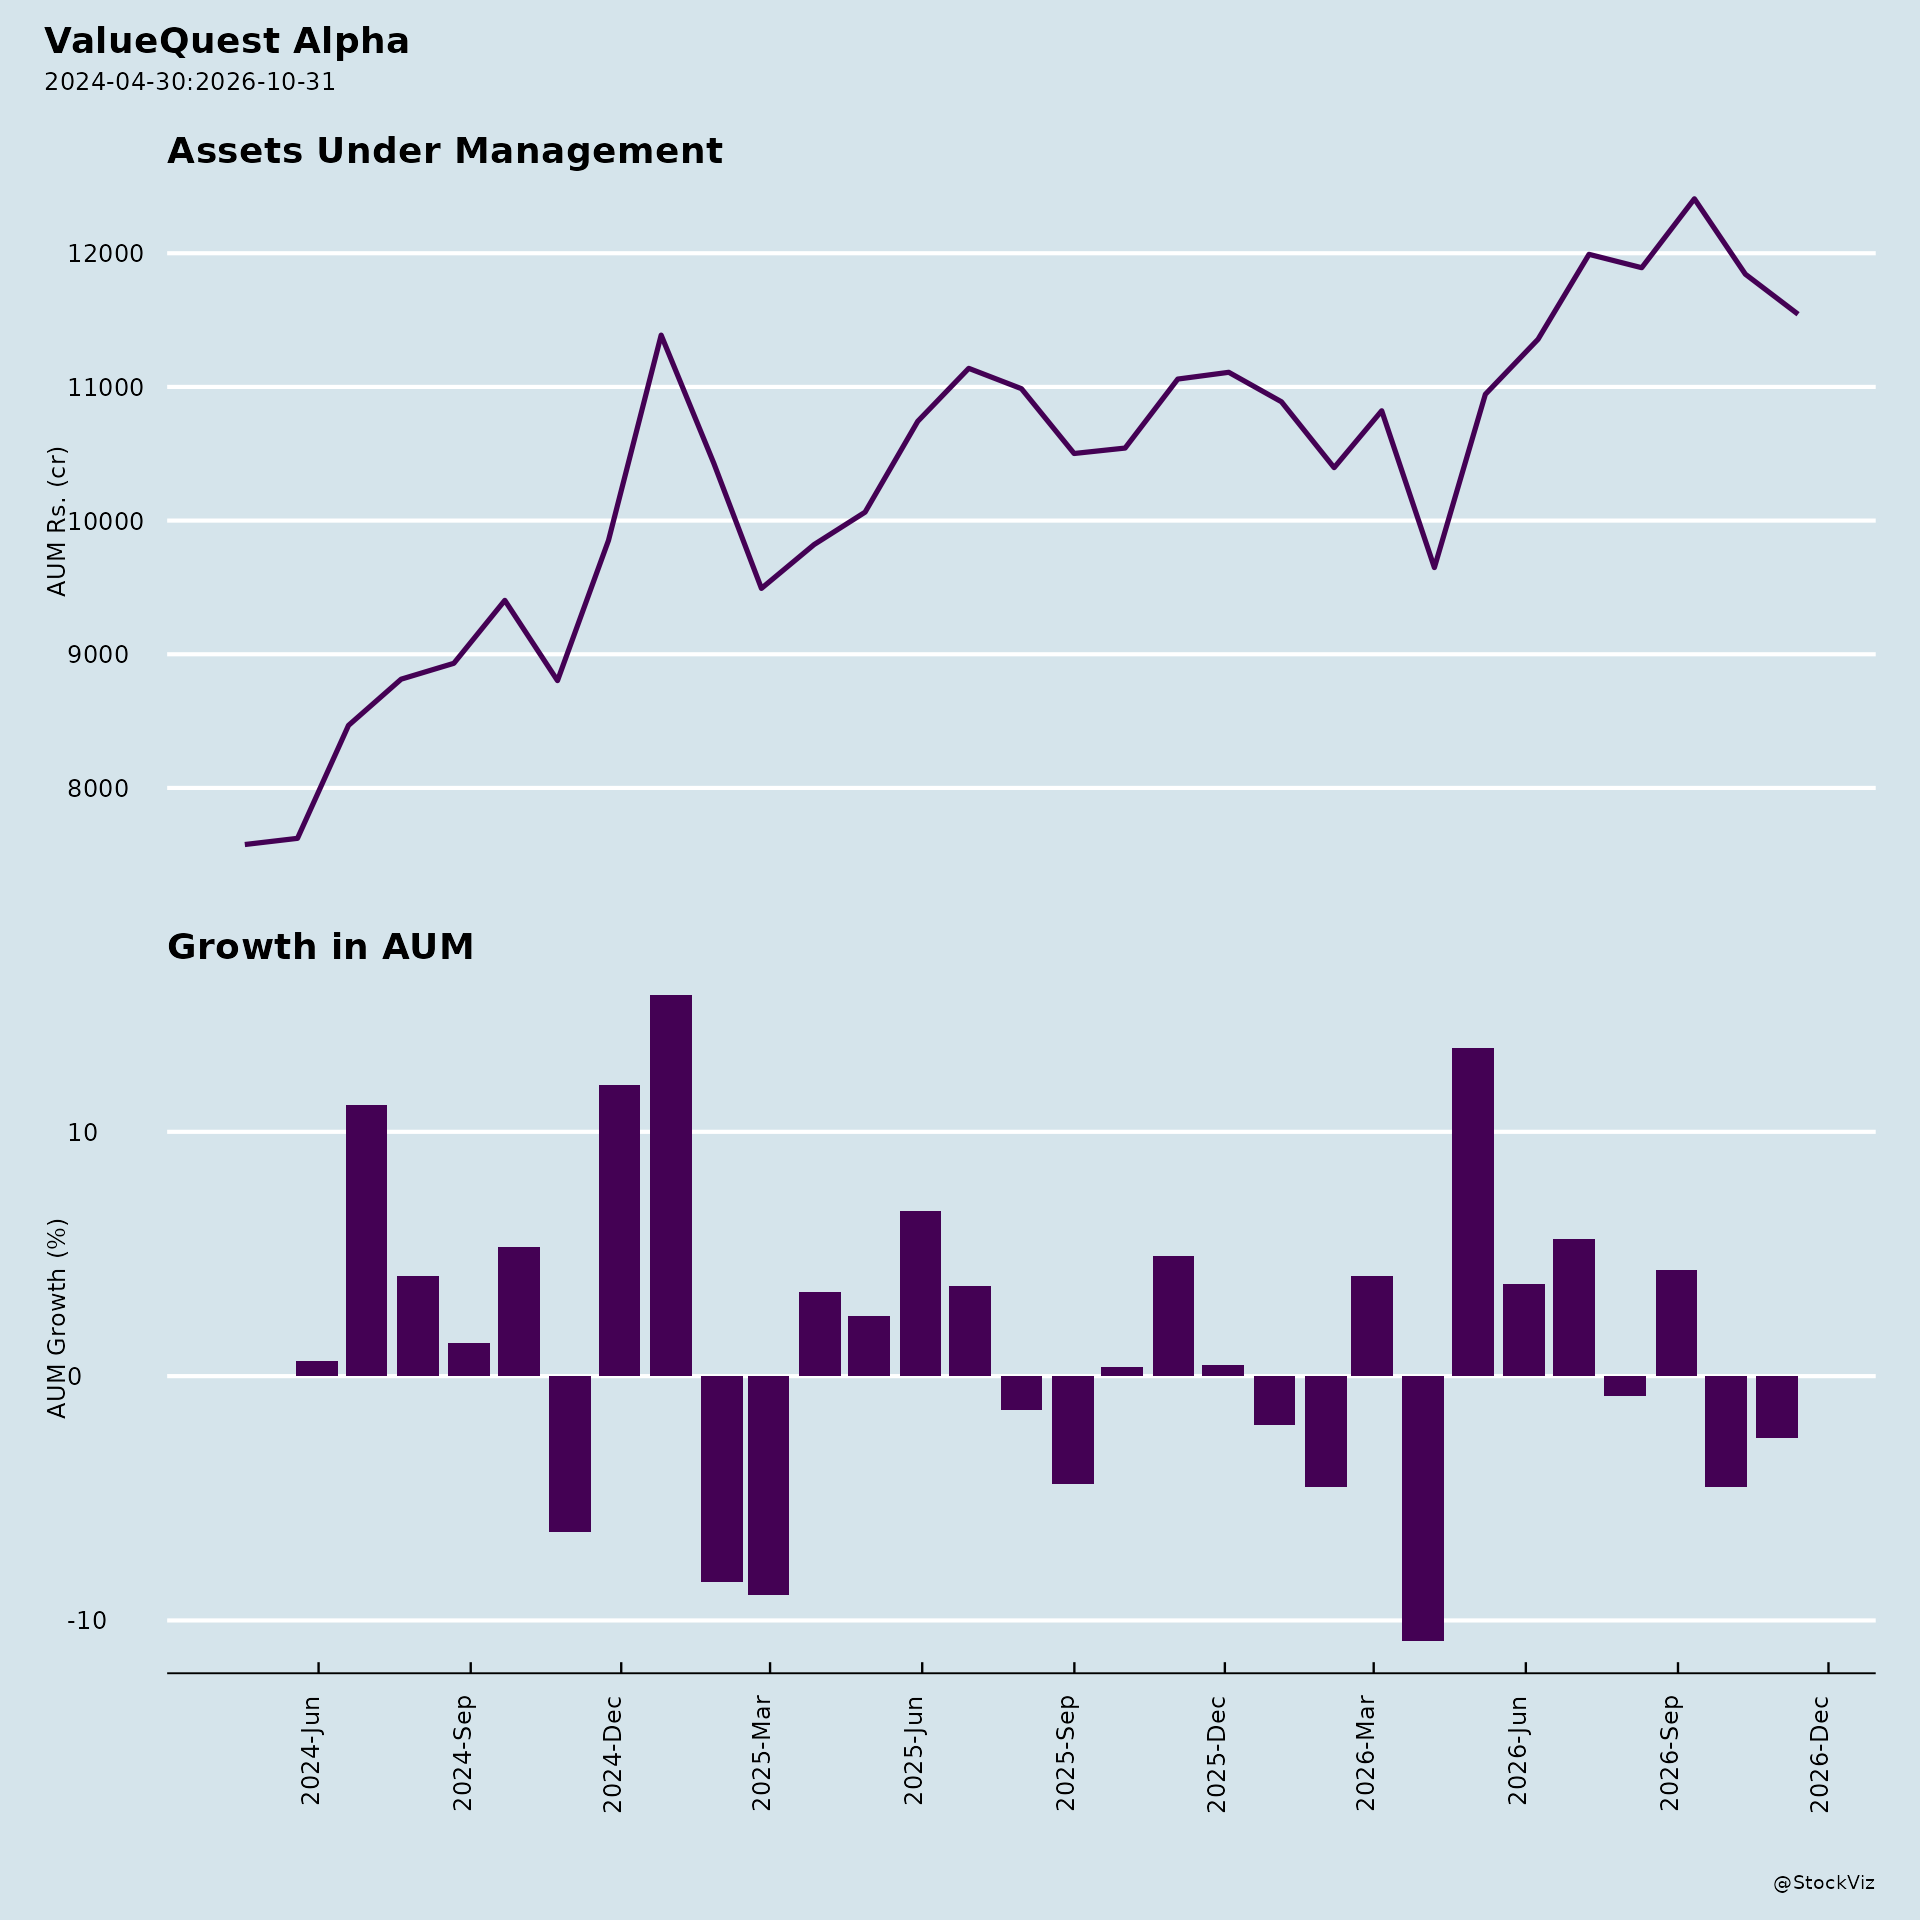 ValueQuest Alpha
2024-04-30:2026-10-31
Assets Under Management
12000
11000
10000
9000
8000
AUM Rs. (cr)
Growth in AUM
10
0
-10
AUM Growth (%)
2024-Jun
2024-Sep
2024-Dec
2025-Mar
2025-Jun
2025-Sep
2025-Dec
2026-Mar
2026-Jun
2026-Sep
2026-Dec
@StockViz